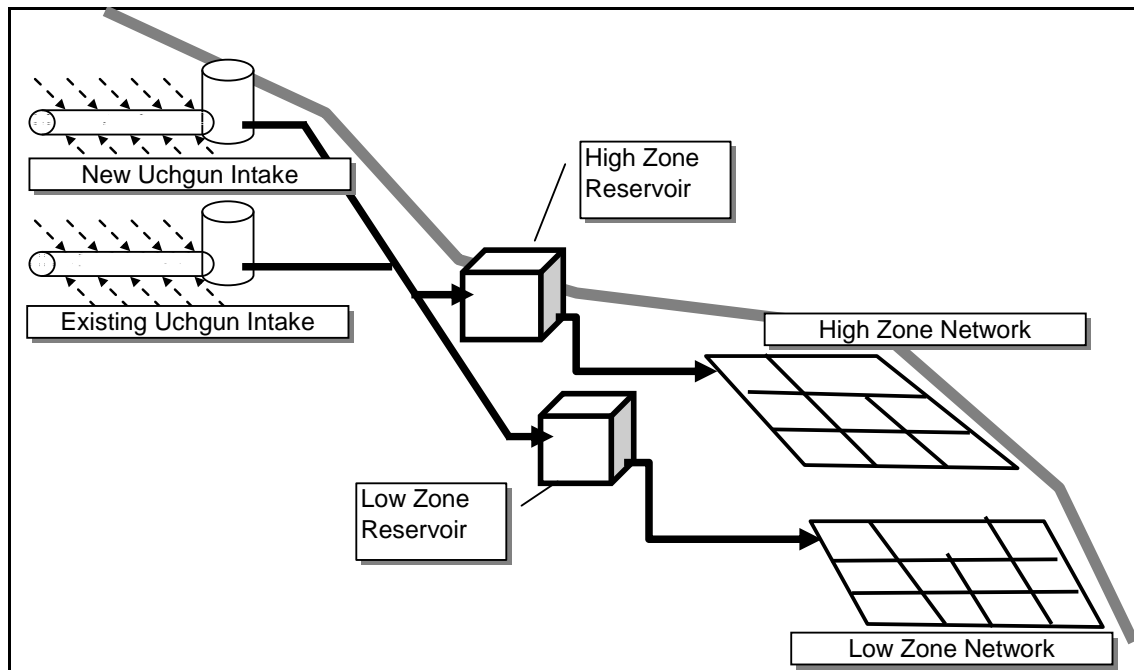 New Uchgun Intake
High Zone
Reservoir
Existing Uchgun Intake
High Zone Network
Low Zone
Reservoir
Low Zone Network